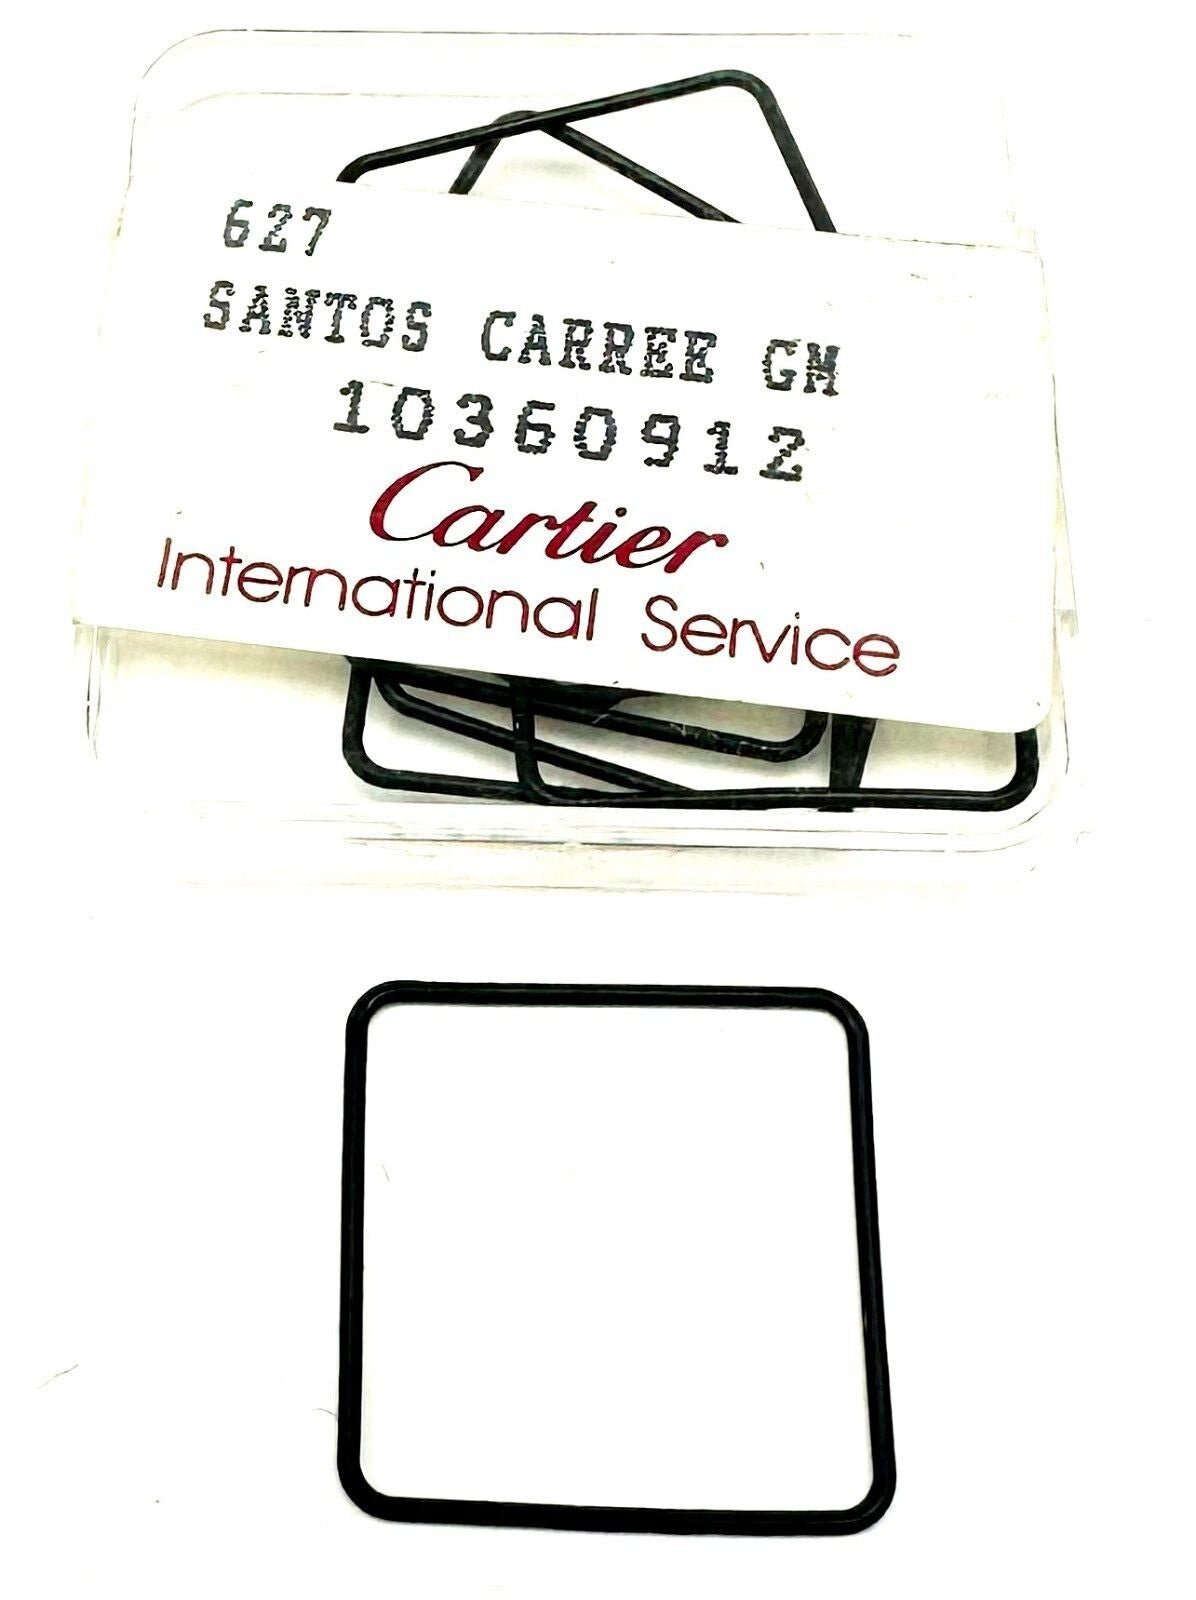 627
SANTOS CARREE GM
10360912
Cartier
International Service